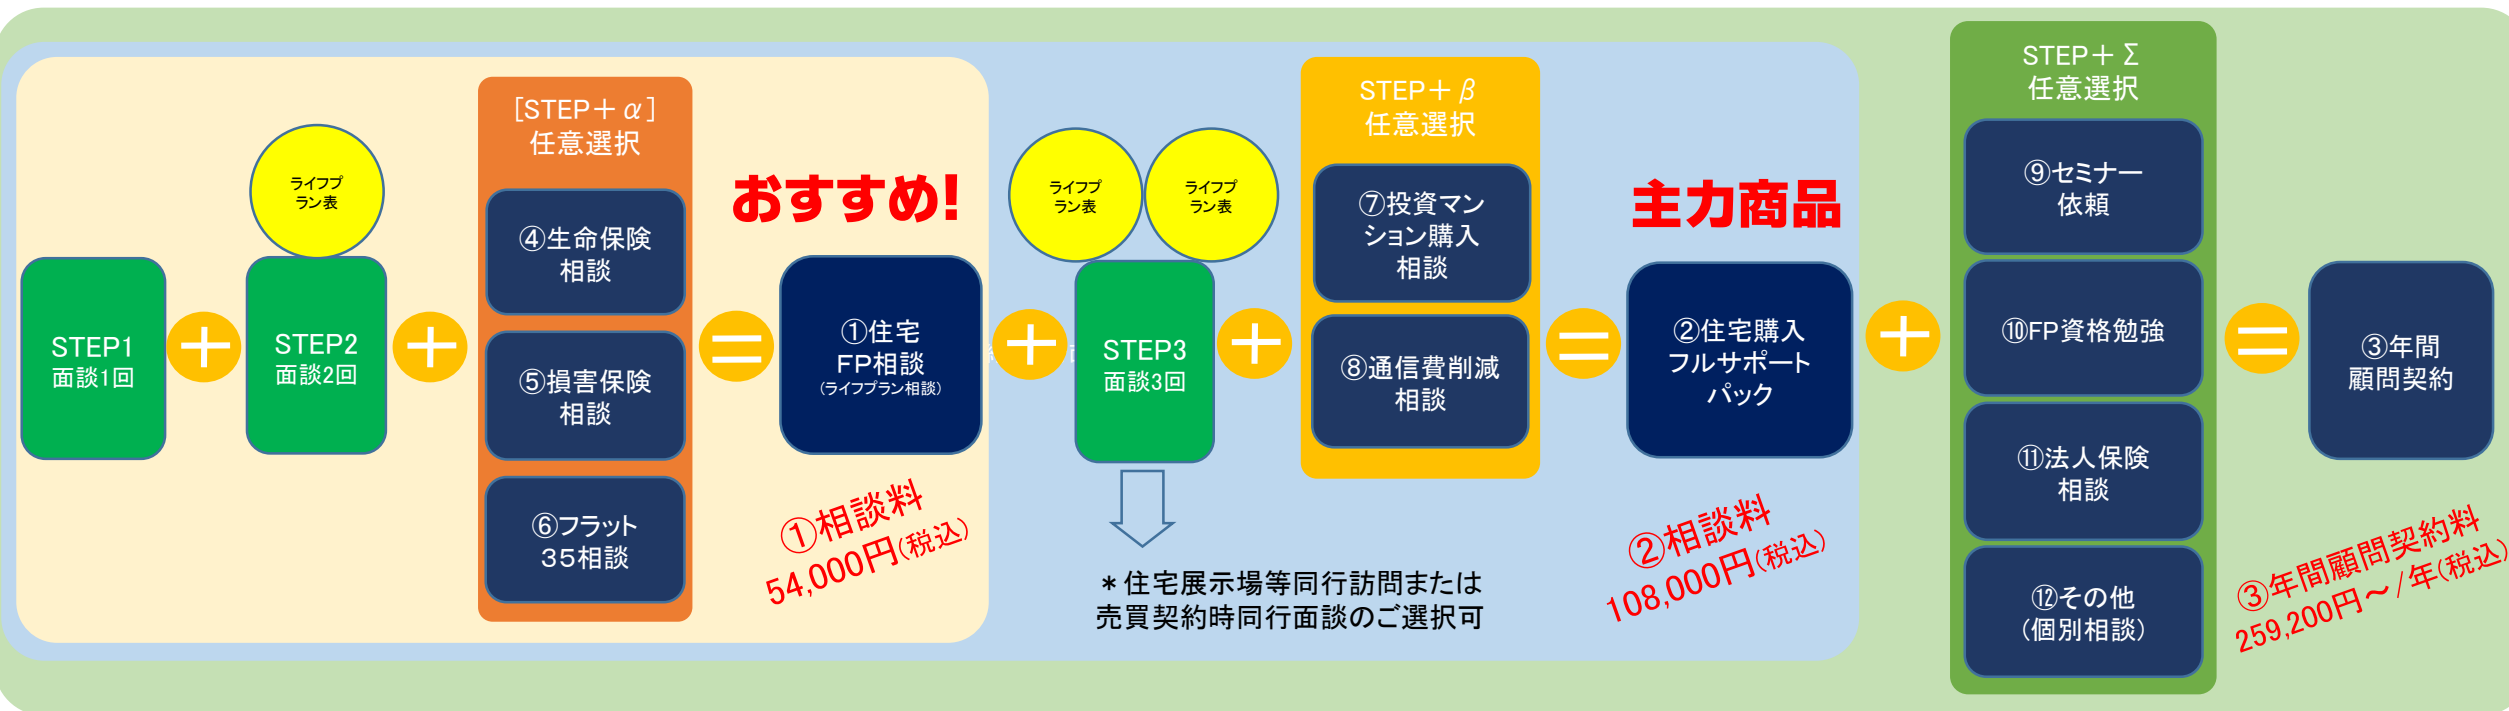 STEP1
面談1回
ライフプ
ラン表
STEP2
面談2回
[STEP+α]
任意選択
④生命保険
相談
⑤損害保険
相談
⑥フラット
35相談
おすすめ!
①住宅
FP相談
(ライフプラン相談)
①相談料
54,000円(税込)
ライフプ
ラン表
ライフプ
ラン表
STEP3
面談3回
*住宅展示場等同行訪問または
売買契約時同行面談のご選択可
STEP+β
任意選択
⑦投資マン
ション購入
相談
⑧通信費削減
相談
主力商品
②住宅購入
フルサポート
パック
②相談料
108,000円(税込)
STEP+Σ
任意選択
⑨セミナー
依頼
⑩FP資格勉強
⑪法人保険
相談
⑫その他
(個別相談)
③年間
顧問契約
③年間顧問契約料
259,200円~/年(税込)